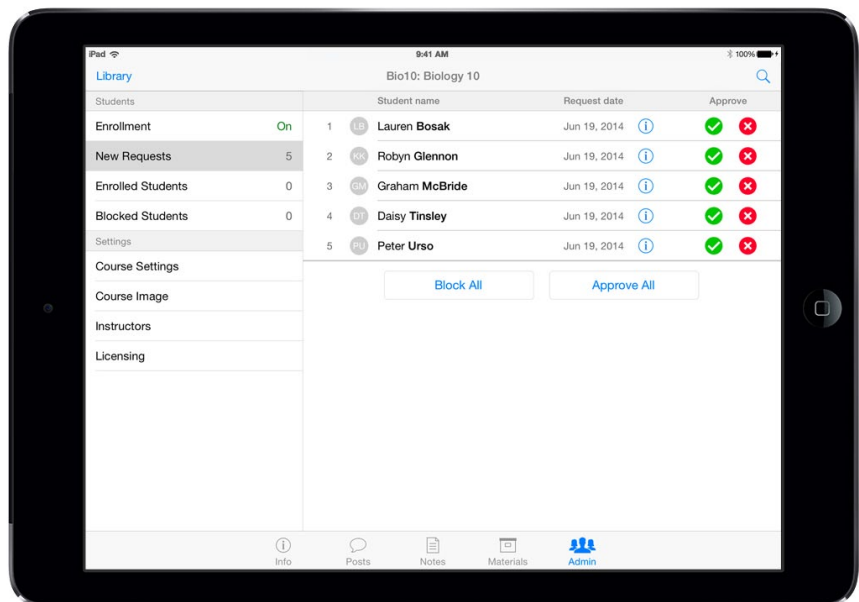 iPad 9:41 AM 100%
Library Bio10: Biology 10
Students Student name Request date Approve
Enrollment On 1 LB Lauren Bosak Jun 19, 2014
New Requests 5 2 KK Robyn Glennon Jun 19, 2014
Enrolled Students 0 3 GM Graham McBride Jun 19, 2014
Blocked Students 0 4 DT Daisy Tinsley Jun 19, 2014
Settings 5 PU Peter Urso Jun 19, 2014
Course Settings
Block All Approve All
Course Image
Instructors
Licensing
Info Posts Notes Materials Admin